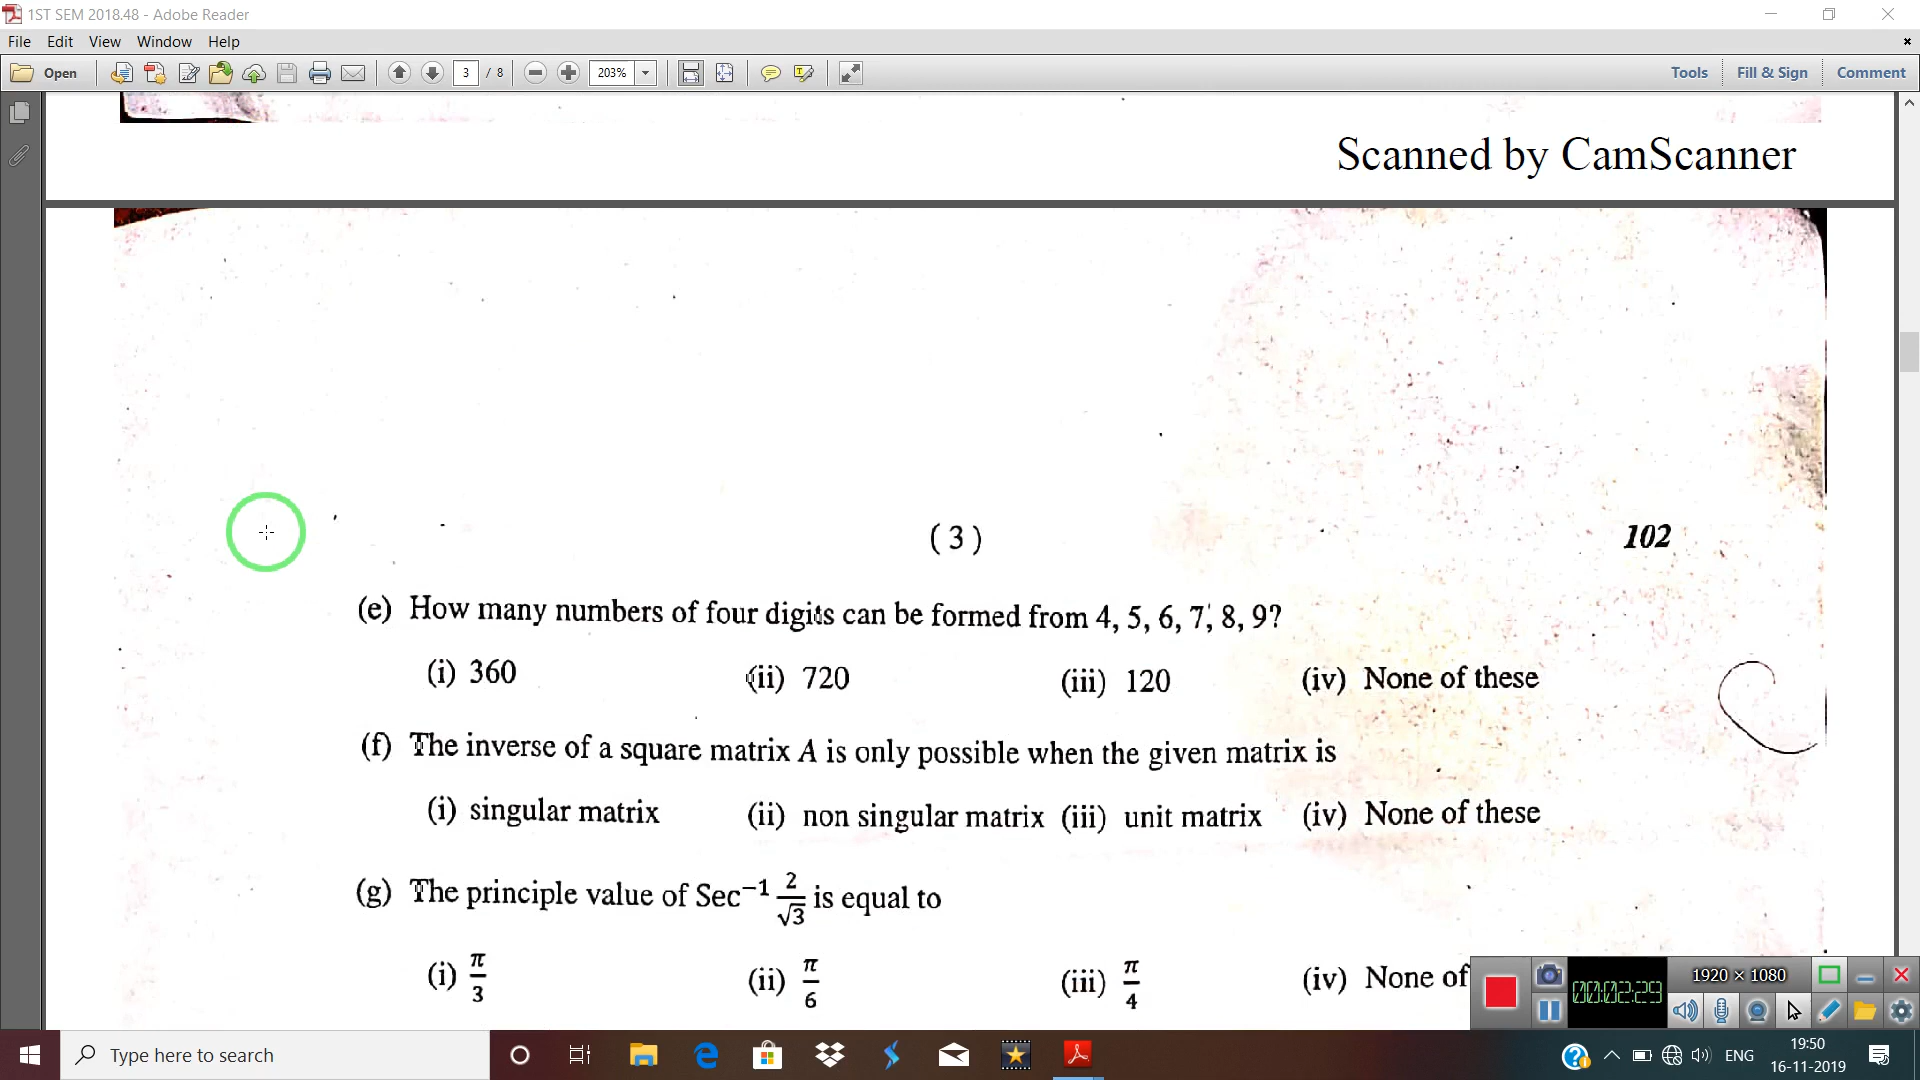 1ST SEM 2018.48 - Adobe Reader
File Edit View Window Help
Open 3 / 8 203% Tools Fill & Sign Comment
Scanned by CamScanner
( 3 ) 102
(e) How many numbers of four digits can be formed from 4, 5, 6, 7, 8, 9?
(i) 360 (ii) 720 (iii) 120 (iv) None of these
(f) The inverse of a square matrix A is only possible when the given matrix is
(i) singular matrix (ii) non singular matrix (iii) unit matrix (iv) None of these
(g) The principle value of Sec⁻¹ 2/√3 is equal to
(i) π/3 (ii) π/6 (iii) π/4 (iv) None of
00:02:29 1920 × 1080
Type here to search
ENG 19:50
16-11-2019